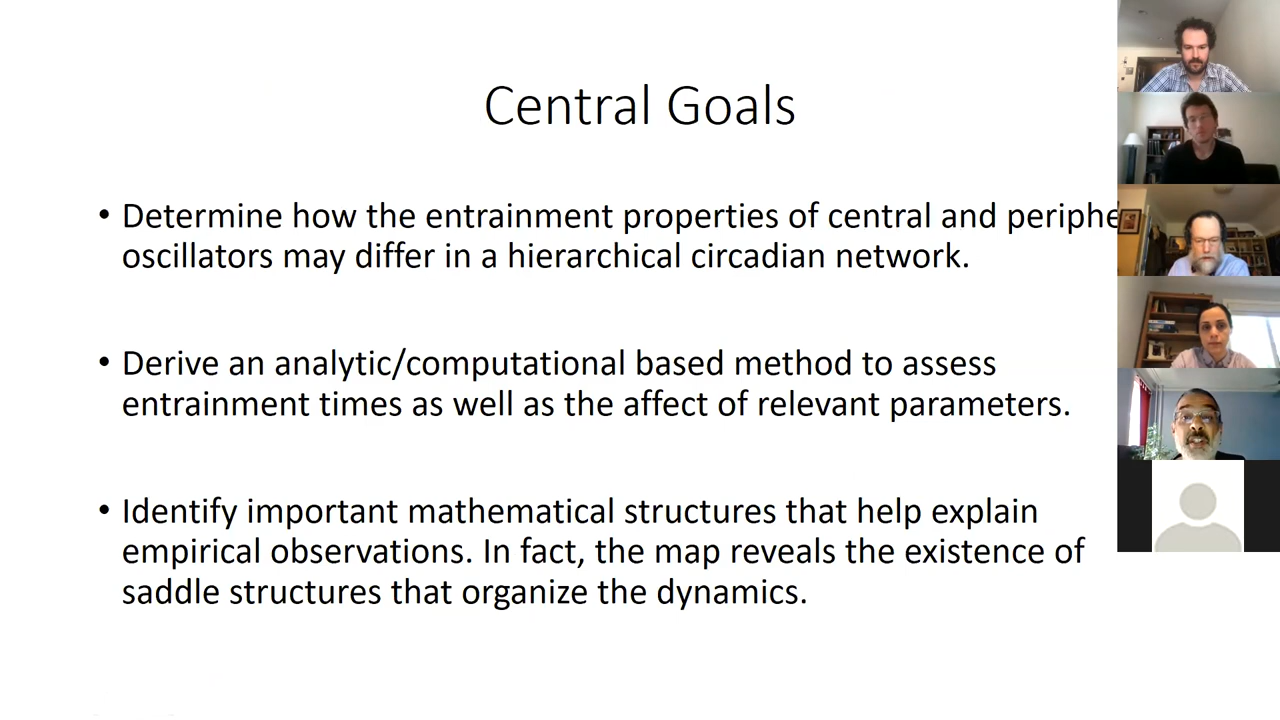 Central Goals
• Determine how the entrainment properties of central and periphe
oscillators may differ in a hierarchical circadian network.
• Derive an analytic/computational based method to assess
entrainment times as well as the affect of relevant parameters.
• Identify important mathematical structures that help explain
empirical observations. In fact, the map reveals the existence of
saddle structures that organize the dynamics.